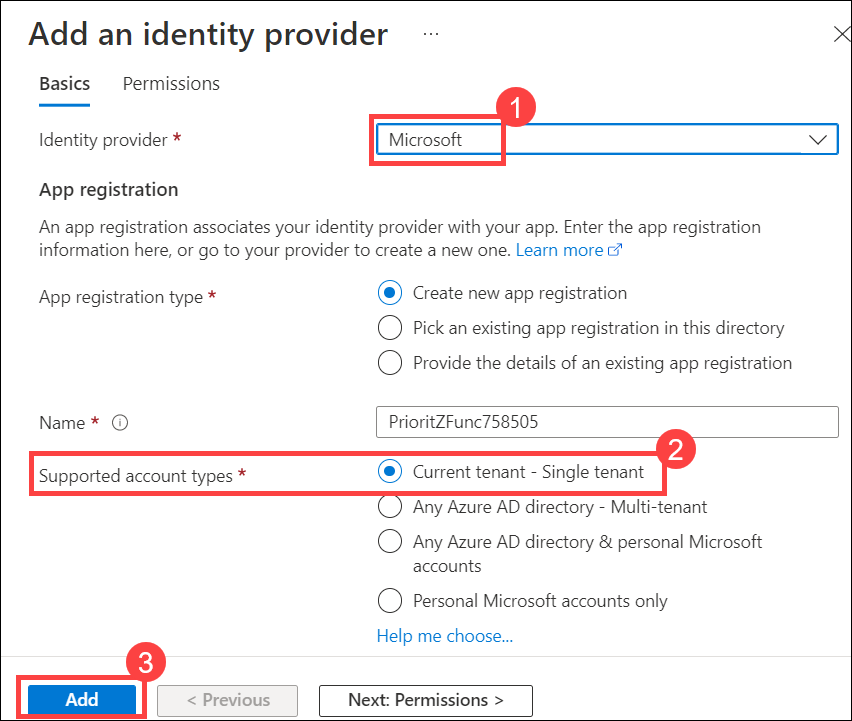 Add an identity provider ...
Basics Permissions
1
Identity provider * Microsoft
App registration
An app registration associates your identity provider with your app. Enter the app registration
information here, or go to your provider to create a new one. Learn more
App registration type * Create new app registration
Pick an existing app registration in this directory
Provide the details of an existing app registration
Name * PrioritZFunc758505
2
Supported account types * Current tenant - Single tenant
Any Azure AD directory - Multi-tenant
Any Azure AD directory & personal Microsoft
accounts
Personal Microsoft accounts only
Help me choose...
3
Add < Previous Next: Permissions >